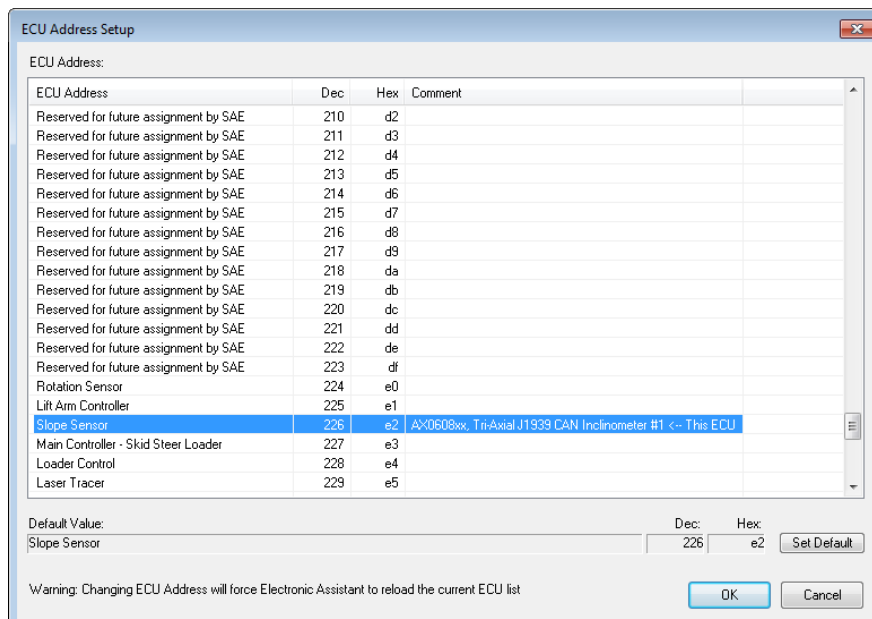 ECU Address Setup
ECU Address:
ECU Address Dec Hex Comment
Reserved for future assignment by SAE 210 d2
Reserved for future assignment by SAE 211 d3
Reserved for future assignment by SAE 212 d4
Reserved for future assignment by SAE 213 d5
Reserved for future assignment by SAE 214 d6
Reserved for future assignment by SAE 215 d7
Reserved for future assignment by SAE 216 d8
Reserved for future assignment by SAE 217 d9
Reserved for future assignment by SAE 218 da
Reserved for future assignment by SAE 219 db
Reserved for future assignment by SAE 220 dc
Reserved for future assignment by SAE 221 dd
Reserved for future assignment by SAE 222 de
Reserved for future assignment by SAE 223 df
Rotation Sensor 224 e0
Lift Arm Controller 225 e1
Slope Sensor 226 e2 AX0608xx, Tri-Axial J1939 CAN Inclinometer #1 <-- This ECU
Main Controller - Skid Steer Loader 227 e3
Loader Control 228 e4
Laser Tracer 229 e5
Default Value: Dec: Hex:
Slope Sensor 226 e2 Set Default
Warning: Changing ECU Address will force Electronic Assistant to reload the current ECU list
OK Cancel